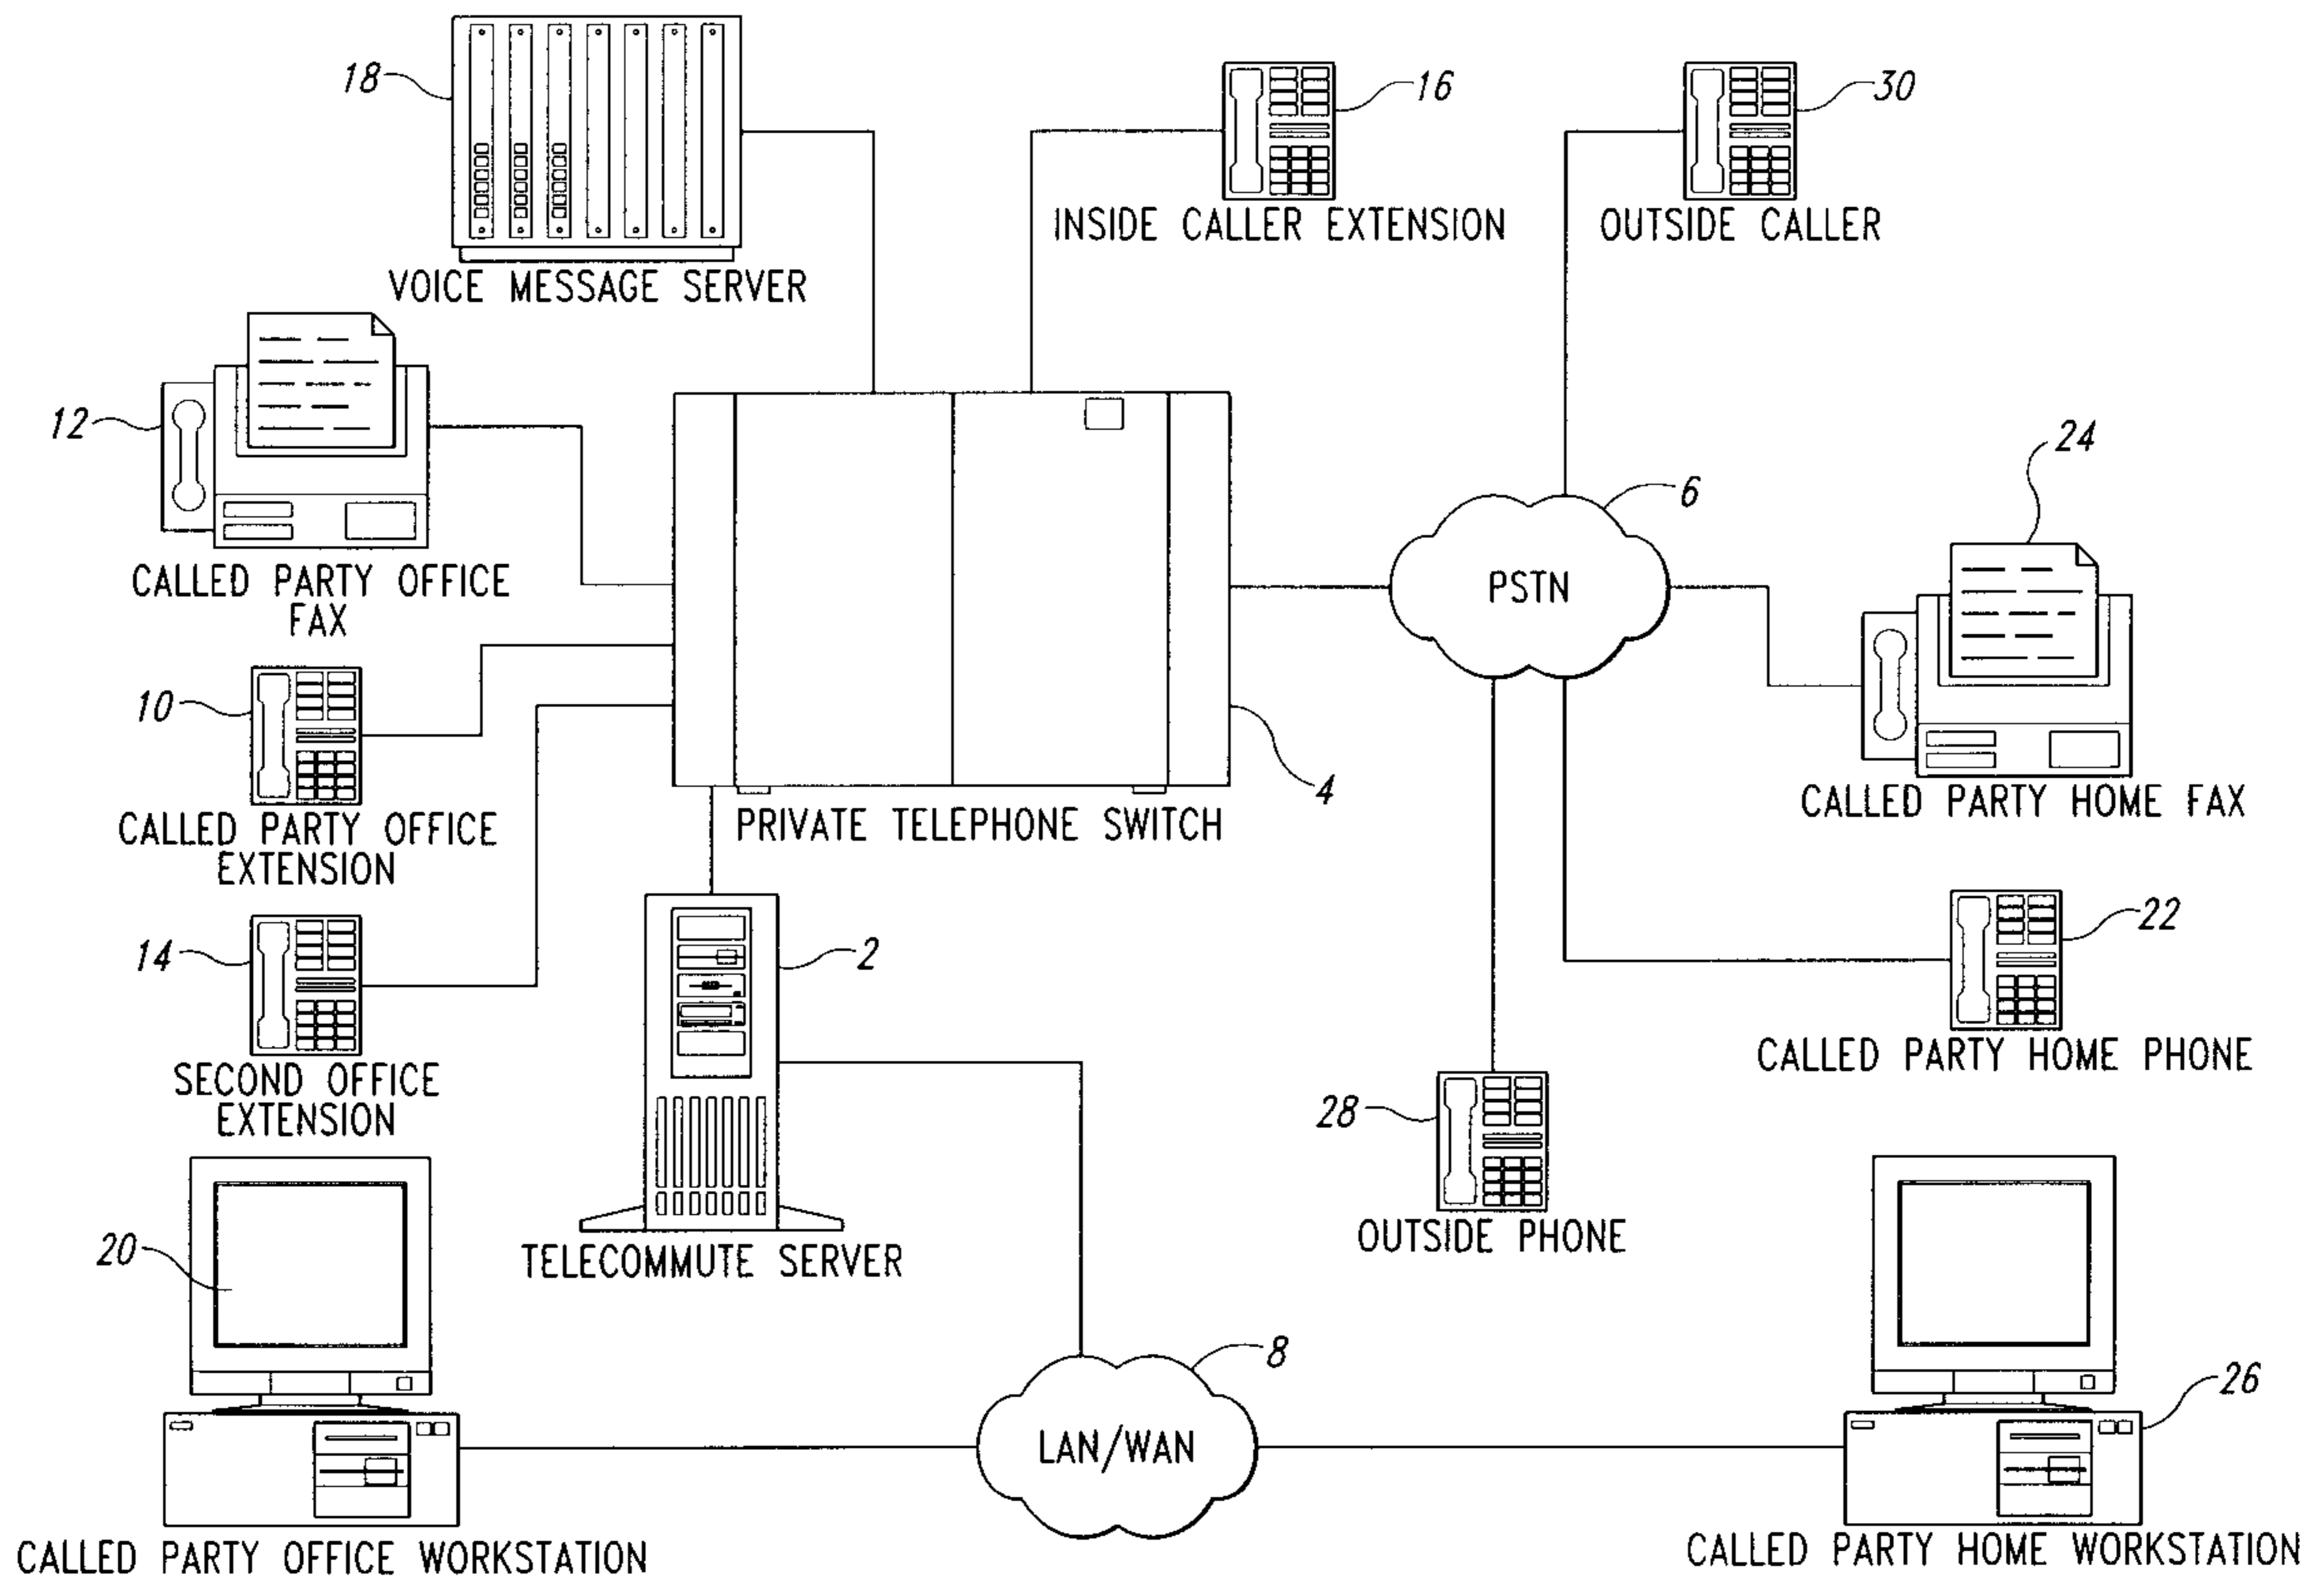 18
16
30
INSIDE CALLER EXTENSION
OUTSIDE CALLER
VOICE MESSAGE SERVER
12
24
6
CALLED PARTY OFFICE
FAX
PSTN
10
4
CALLED PARTY HOME FAX
PRIVATE TELEPHONE SWITCH
CALLED PARTY OFFICE
EXTENSION
14
2
22
SECOND OFFICE
EXTENSION
CALLED PARTY HOME PHONE
28
OUTSIDE PHONE
20
TELECOMMUTE SERVER
8
26
LAN/WAN
CALLED PARTY OFFICE WORKSTATION
CALLED PARTY HOME WORKSTATION